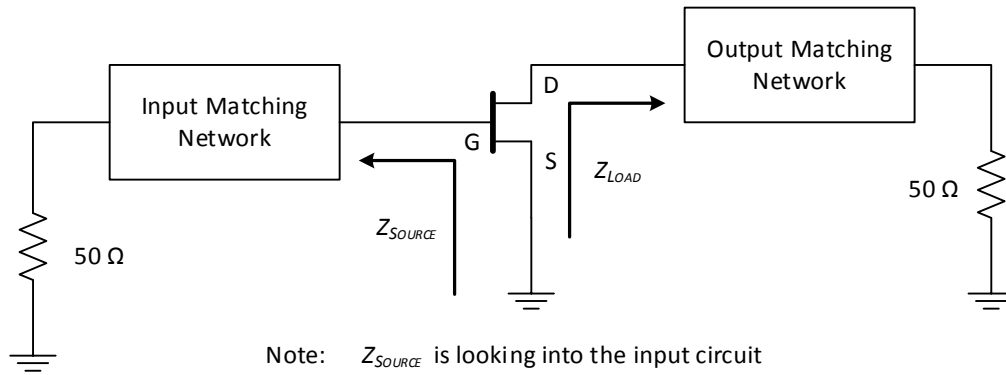 Input Matching
Network
Output Matching
Network
D
G
S
Z_SOURCE
Z_LOAD
50 Ω
50 Ω
Note: Z_SOURCE is looking into the input circuit